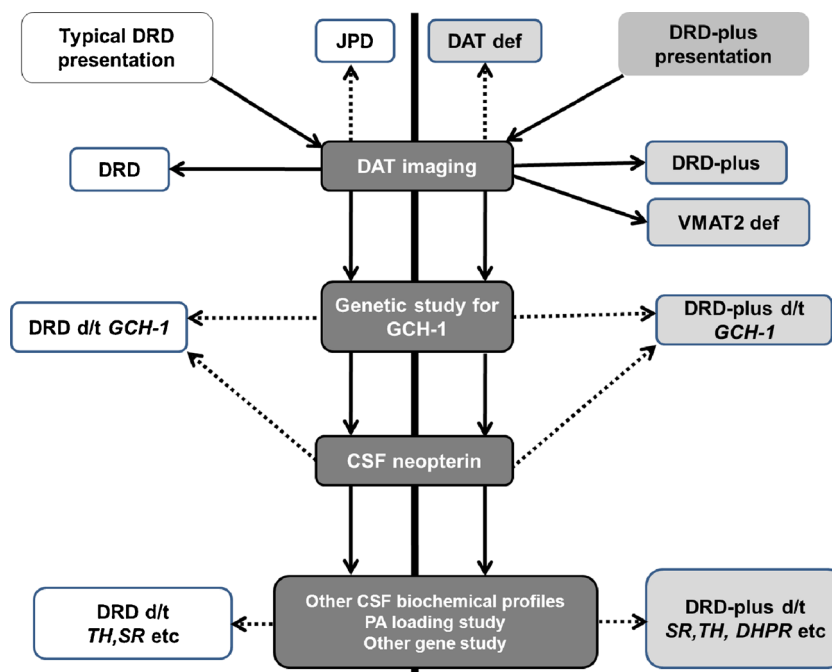 Typical DRD
presentation
JPD
DAT def
DRD-plus
presentation
DRD
DAT imaging
DRD-plus
VMAT2 def
DRD d/t GCH-1
Genetic study for
GCH-1
DRD-plus d/t
GCH-1
CSF neopterin
DRD d/t
TH,SR etc
Other CSF biochemical profiles
PA loading study
Other gene study
DRD-plus d/t
SR,TH, DHPR etc